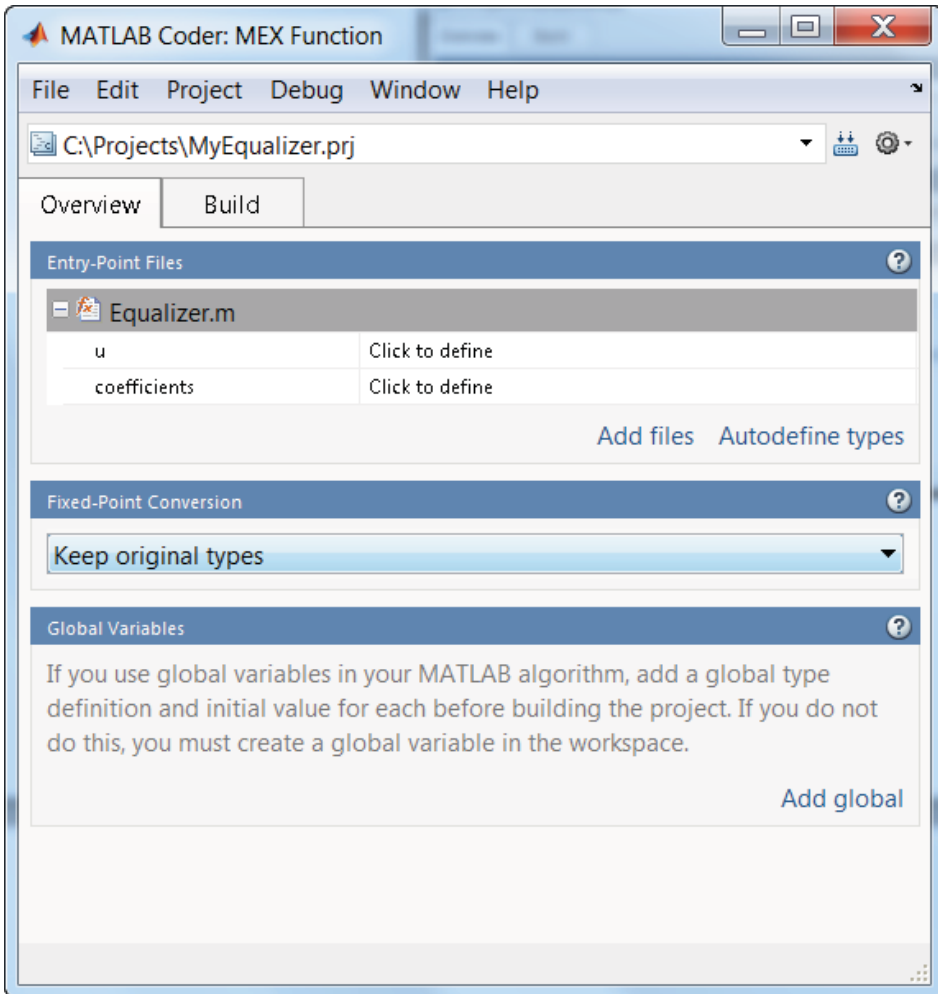 MATLAB Coder: MEX Function
File Edit Project Debug Window Help
C:\Projects\MyEqualizer.prj
Overview Build
Entry-Point Files
Equalizer.m
u Click to define
coefficients Click to define
Add files Autodefine types
Fixed-Point Conversion
Keep original types
Global Variables
If you use global variables in your MATLAB algorithm, add a global type
definition and initial value for each before building the project. If you do not
do this, you must create a global variable in the workspace.
Add global